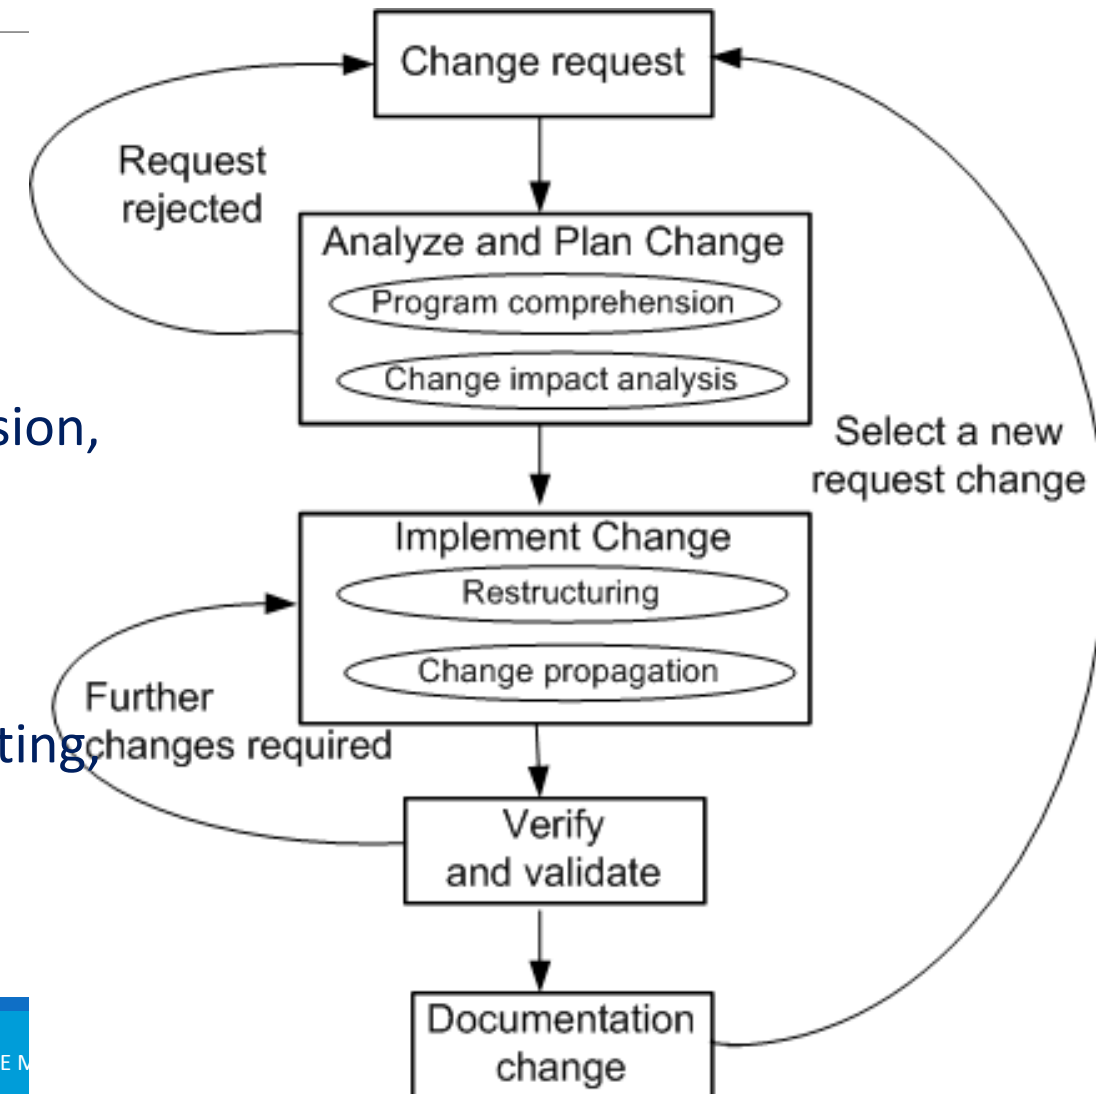 Change request
Request
rejected
Analyze and Plan Change
Program comprehension
Change impact analysis
sion,
Select a new
request change
Implement Change
Restructuring
Change propagation
Further
changes required
ting,
Verify
and validate
Documentation
change
E M